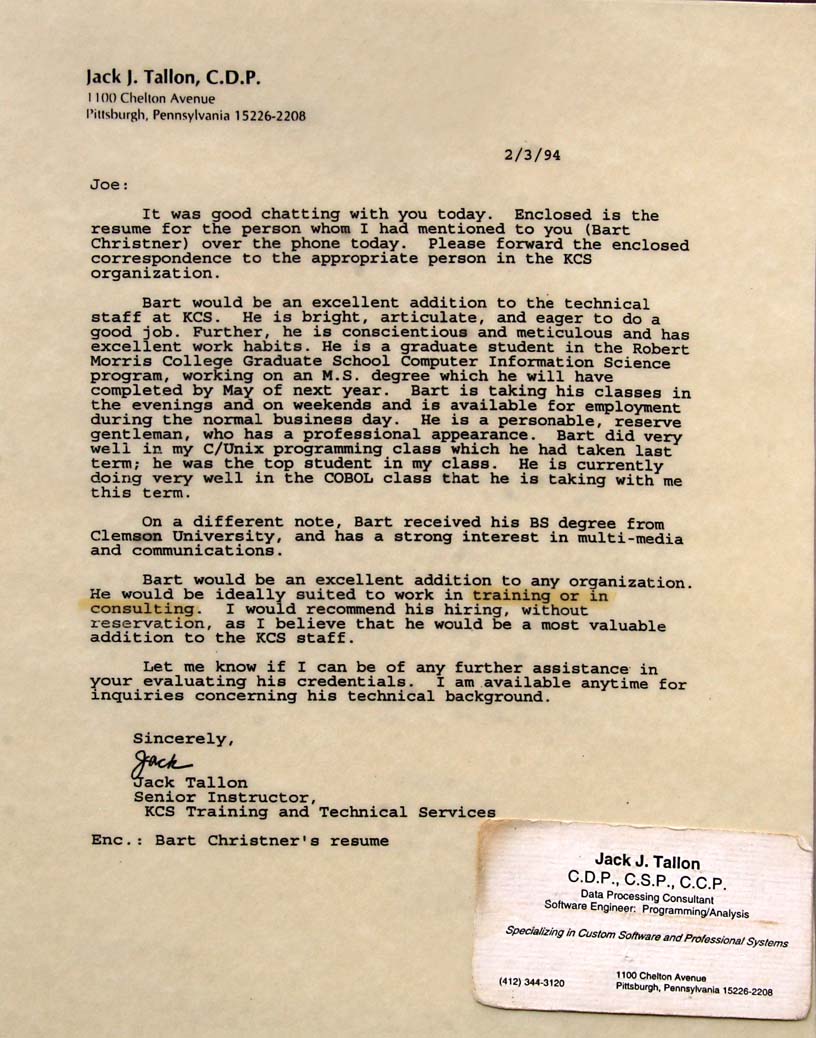 Jack J. Tallon, C.D.P.
1100 Chelton Avenue
Pittsburgh, Pennsylvania 15226-2208
2/3/94
Joe:
It was good chatting with you today. Enclosed is the
resume for the person whom I had mentioned to you (Bart
Christner) over the phone today. Please forward the enclosed
correspondence to the appropriate person in the KCS
organization.
Bart would be an excellent addition to the technical
staff at KCS. He is bright, articulate, and eager to do a
good job. Further, he is conscientious and meticulous and has
excellent work habits. He is a graduate student in the Robert
Morris College Graduate School Computer Information Science
program, working on an M.S. degree which he will have
completed by May of next year. Bart is taking his classes in
the evenings and on weekends and is available for employment
during the normal business day. He is a personable, reserve
gentleman, who has a professional appearance. Bart did very
well in my C/Unix programming class which he had taken last
term; he was the top student in my class. He is currently
doing very well in the COBOL class that he is taking with me
this term.
On a different note, Bart received his BS degree from
Clemson University, and has a strong interest in multi-media
and communications.
Bart would be an excellent addition to any organization.
He would be ideally suited to work in training or in
consulting. I would recommend his hiring, without
reservation, as I believe that he would be a most valuable
addition to the KCS staff.
Let me know if I can be of any further assistance in
your evaluating his credentials. I am available anytime for
inquiries concerning his technical background.
Sincerely,
Jack
Jack Tallon
Senior Instructor,
KCS Training and Technical Services
Enc.: Bart Christner's resume
Jack J. Tallon
C.D.P., C.S.P., C.C.P.
Data Processing Consultant
Software Engineer: Programming/Analysis
Specializing in Custom Software and Professional Systems
(412) 344-3120
1100 Chelton Avenue
Pittsburgh, Pennsylvania 15226-2208